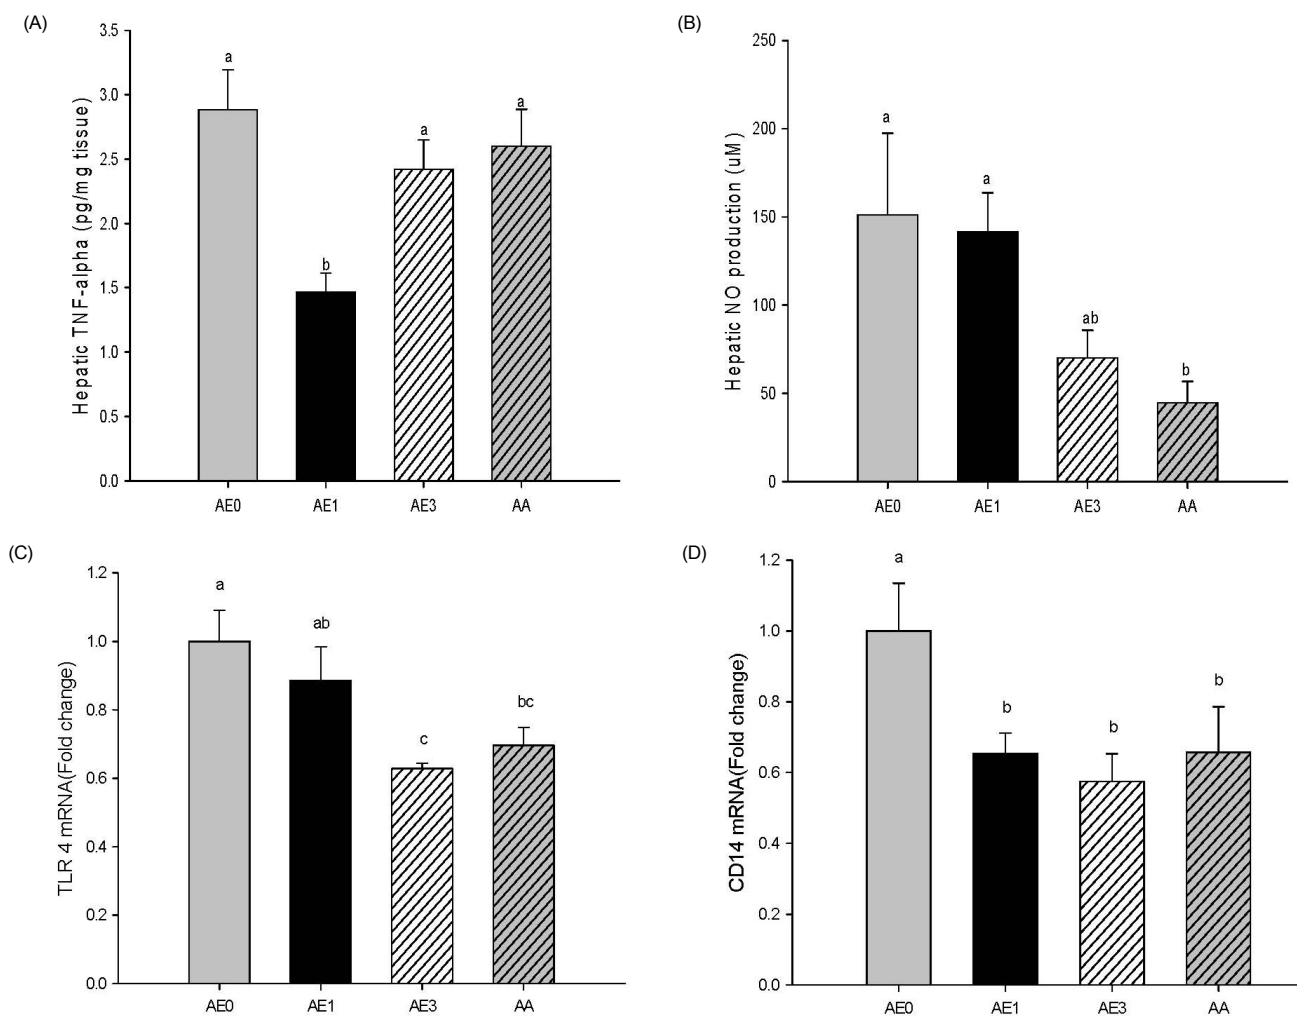 (A)
Hepatic TNF-alpha (pg/mg tissue)
3.5
3.0
2.5
2.0
1.5
1.0
0.5
0.0
a
b
a
a
AE0 AE1 AE3 AA
(B)
Hepatic NO production (uM)
250
200
150
100
50
0
a
a
ab
b
AE0 AE1 AE3 AA
(C)
TLR 4 mRNA(Fold change)
1.2
1.0
0.8
0.6
0.4
0.2
0.0
a
ab
c
bc
AE0 AE1 AE3 AA
(D)
CD14 mRNA(Fold change)
1.2
1.0
0.8
0.6
0.4
0.2
0.0
a
b
b
b
AE0 AE1 AE3 AA